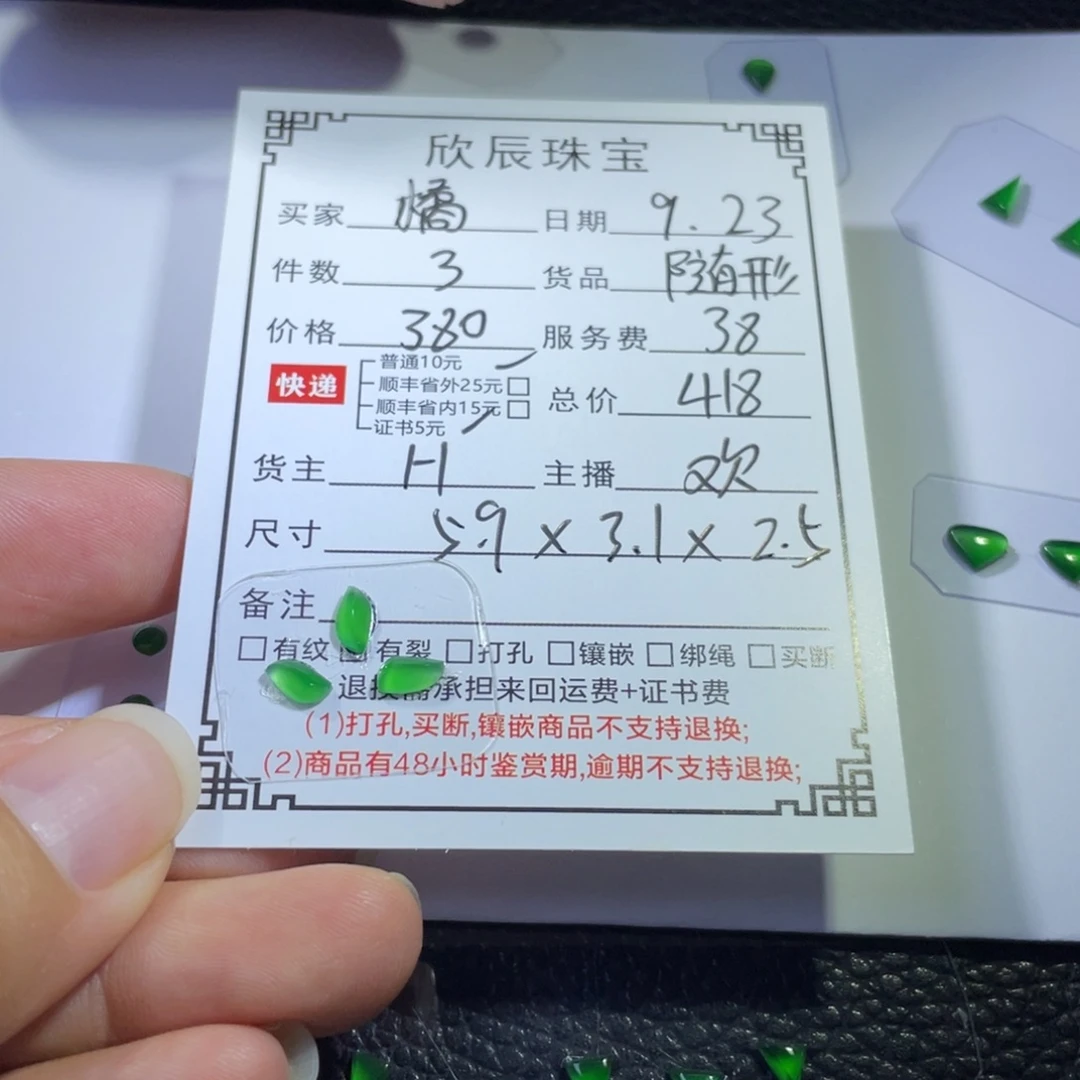 欣辰珠宝
买家 橘 日期 9.23
件数 3 货品 随形
价格 380 服务费 38
快递 普通10元
顺丰省外25元
顺丰省内15元
证书5元
总价 418
货主 H 主播 欢
尺寸 5.9 x 3.1 x 2.5
备注
有纹 有裂 打孔 镶嵌 绑绳 买断
退换需承担来回运费+证书费
(1)打孔,买断,镶嵌商品不支持退换;
(2)商品有48小时鉴赏期,逾期不支持退换;